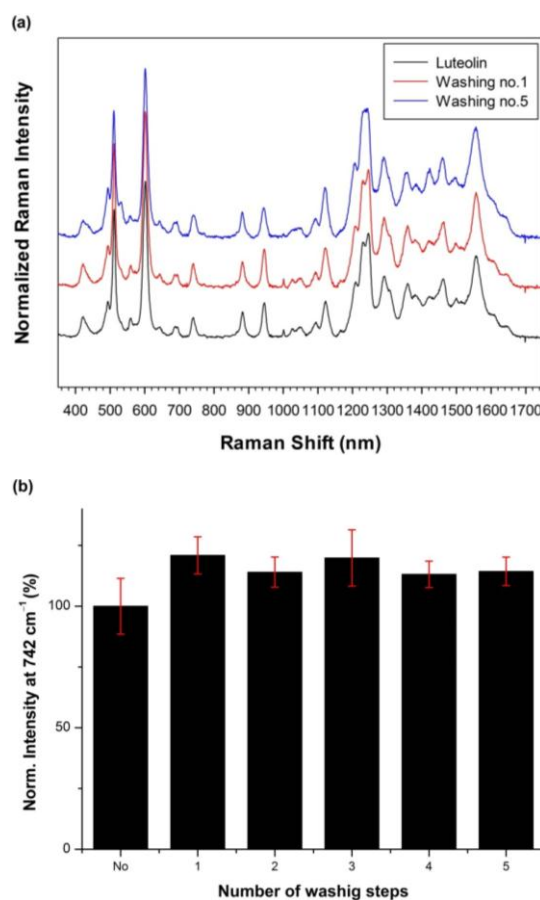 (a)
Normalized Raman Intensity
Luteolin
Washing no.1
Washing no.5
400 500 600 700 800 900 1000 1100 1200 1300 1400 1500 1600 1700
Raman Shift (nm)
(b)
Norm. Intensity at 742 cm⁻¹ (%)
100
50
0
No 1 2 3 4 5
Number of washig steps